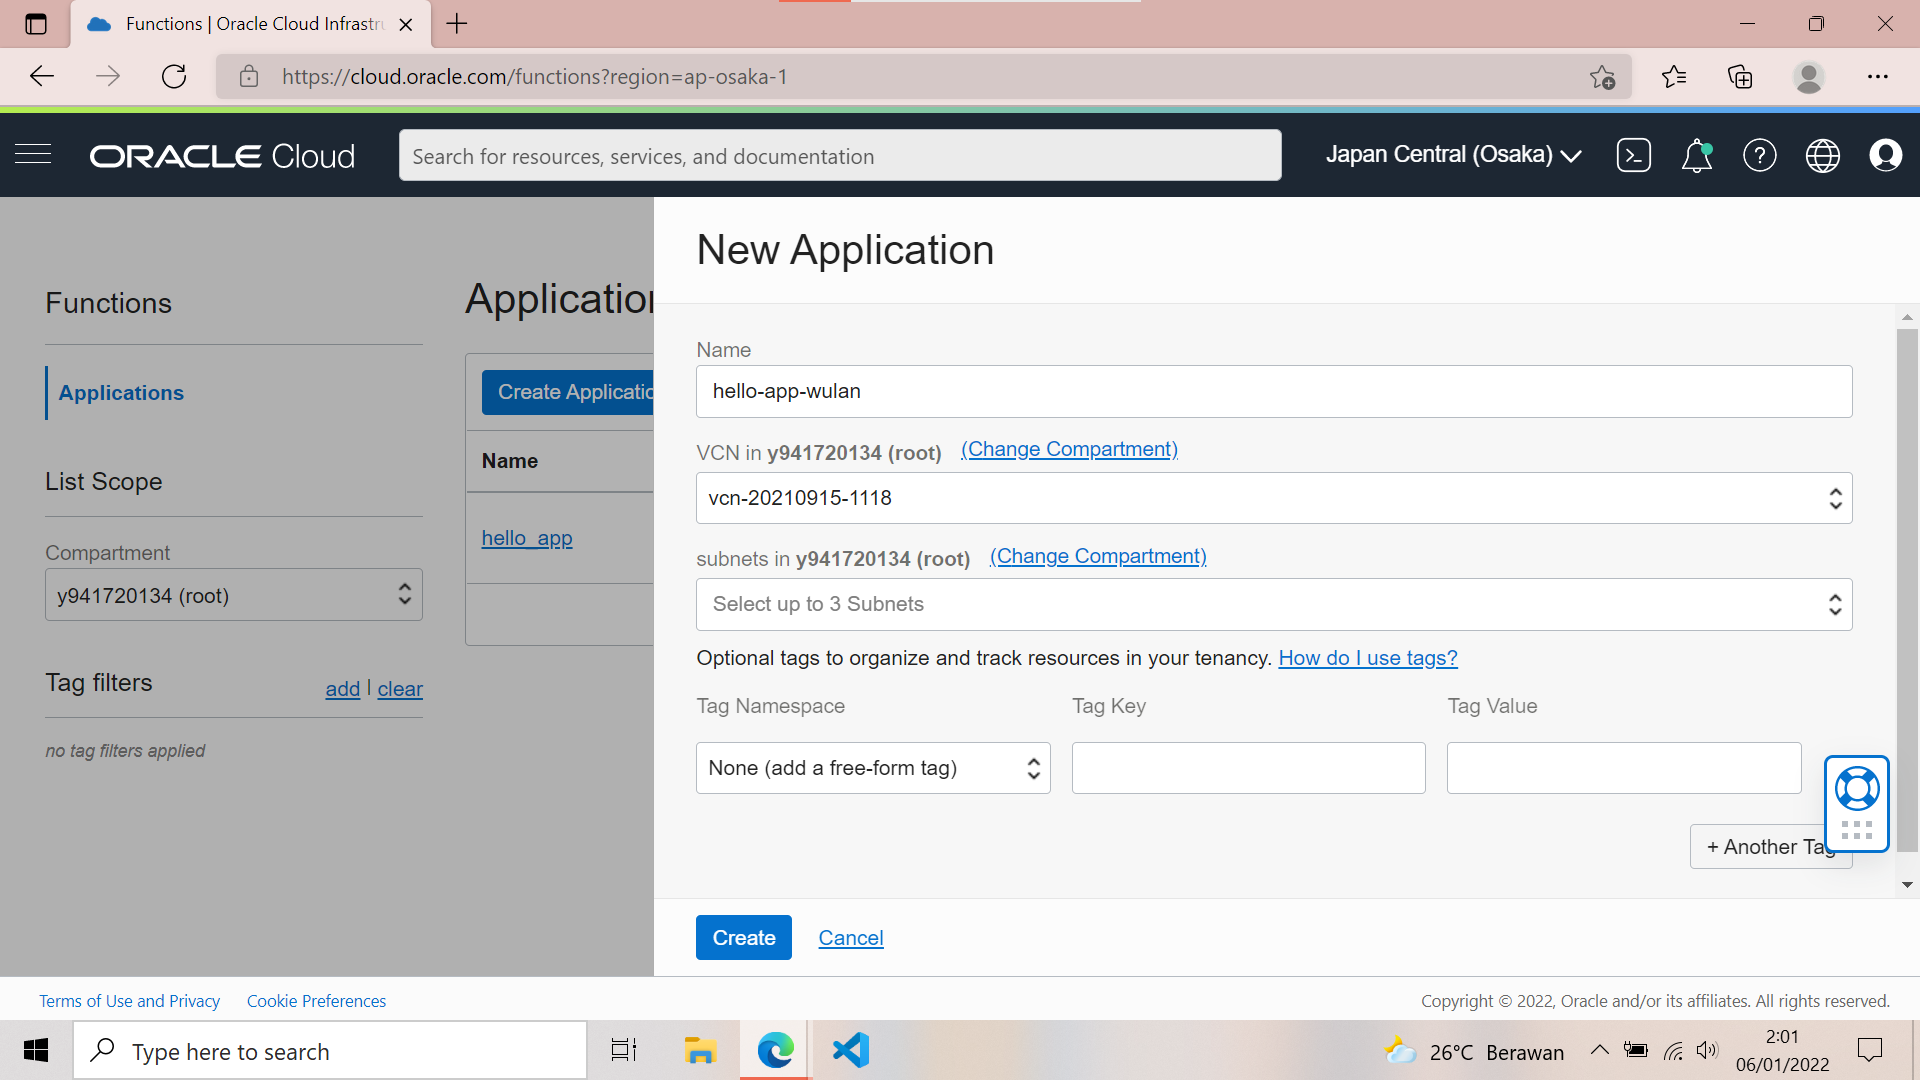 Functions | Oracle Cloud Infrastru
https://cloud.oracle.com/functions?region=ap-osaka-1
ORACLE Cloud
Search for resources, services, and documentation
Japan Central (Osaka)
Functions
Applications
List Scope
Compartment
y941720134 (root)
Tag filters
add | clear
no tag filters applied
Application
Create Applicatio
Name
hello_app
New Application
Name
hello-app-wulan
VCN in y941720134 (root) (Change Compartment)
vcn-20210915-1118
subnets in y941720134 (root) (Change Compartment)
Select up to 3 Subnets
Optional tags to organize and track resources in your tenancy. How do I use tags?
Tag Namespace Tag Key Tag Value
None (add a free-form tag)
+ Another Tag
Create Cancel
Terms of Use and Privacy Cookie Preferences
Copyright © 2022, Oracle and/or its affiliates. All rights reserved.
Type here to search
26°C Berawan
2:01
06/01/2022